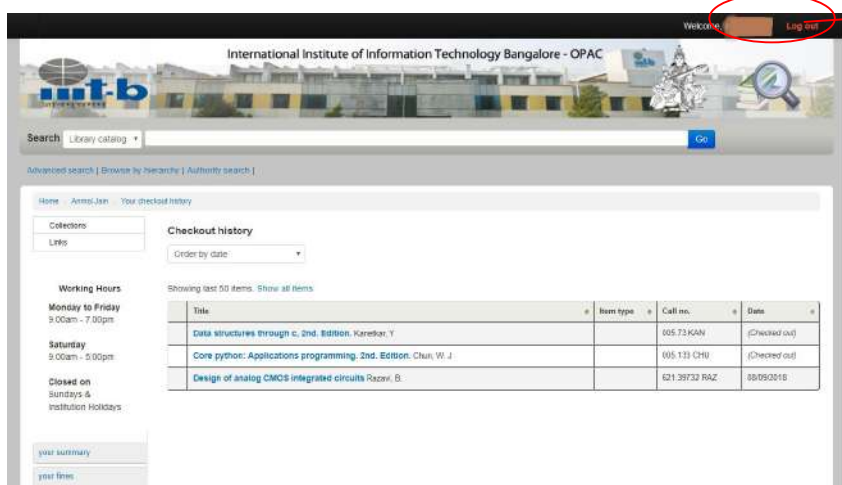 Welcome, Log out
International Institute of Information Technology Bangalore - OPAC
iiit-b
Search Library catalog Go
Advanced search | Browse by hierarchy | Authority search |
Home Your checkout history
Collections
Links
Checkout history
Order by date
Working Hours
Showing last 50 items. Show all items
Monday to Friday
9.00am - 7.00pm
Title Item type Call no. Date
Data structures through c, 2nd. Edition. Kanetkar, Y 005.73 KAN (Checked out)
Saturday
9.00am - 5:00pm
Core python: Applications programming. 2nd. Edition. Chun, W. J 005.133 CHU (Checked out)
Closed on
Sundays &
Institution Holidays
Design of analog CMOS integrated circuits Razavi, B. 621.39732 RAZ 08/09/2018
your summary
your fines